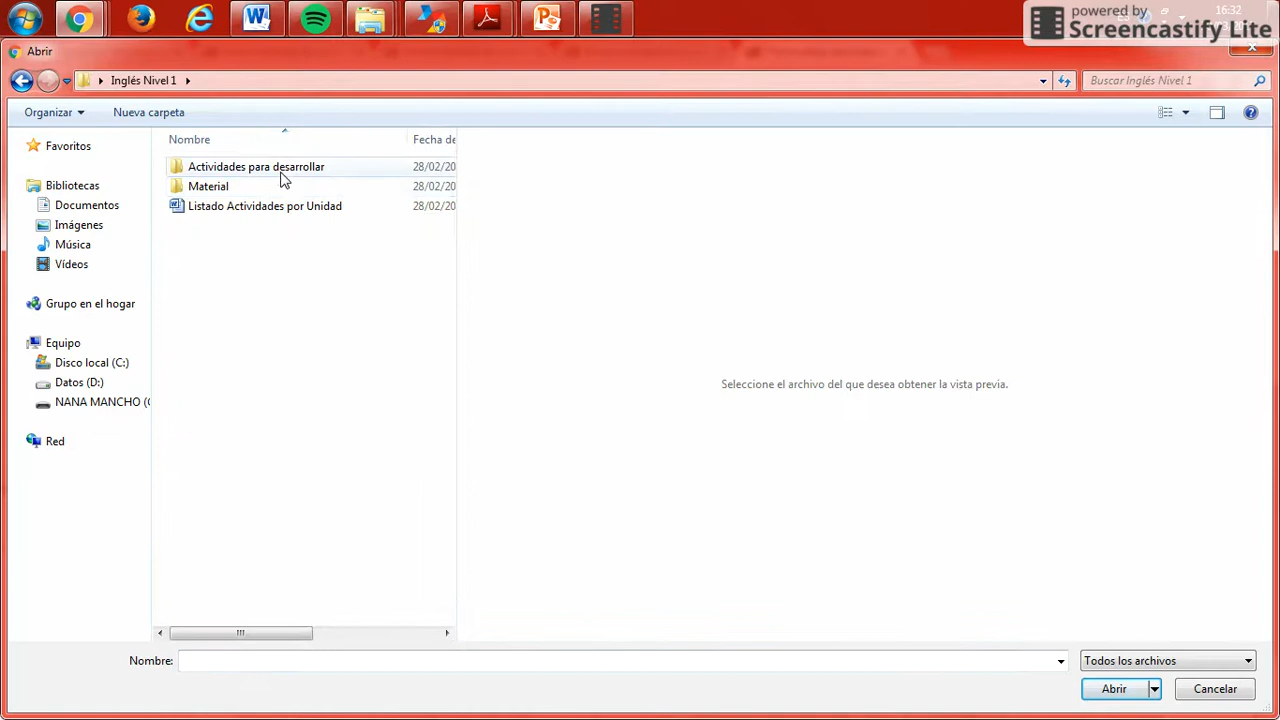 16:32
powered by
Screencastify Lite
Abrir
Inglés Nivel 1
Buscar Inglés Nivel 1
Organizar
Nueva carpeta
Nombre
Fecha de
Favoritos
Actividades para desarrollar
28/02/20
Bibliotecas
Material
28/02/20
Documentos
Listado Actividades por Unidad
28/02/20
Imágenes
Música
Vídeos
Grupo en el hogar
Equipo
Disco local (C:)
Datos (D:)
NANA MANCHO (
Seleccione el archivo del que desea obtener la vista previa.
Red
Nombre:
Todos los archivos
Abrir
Cancelar